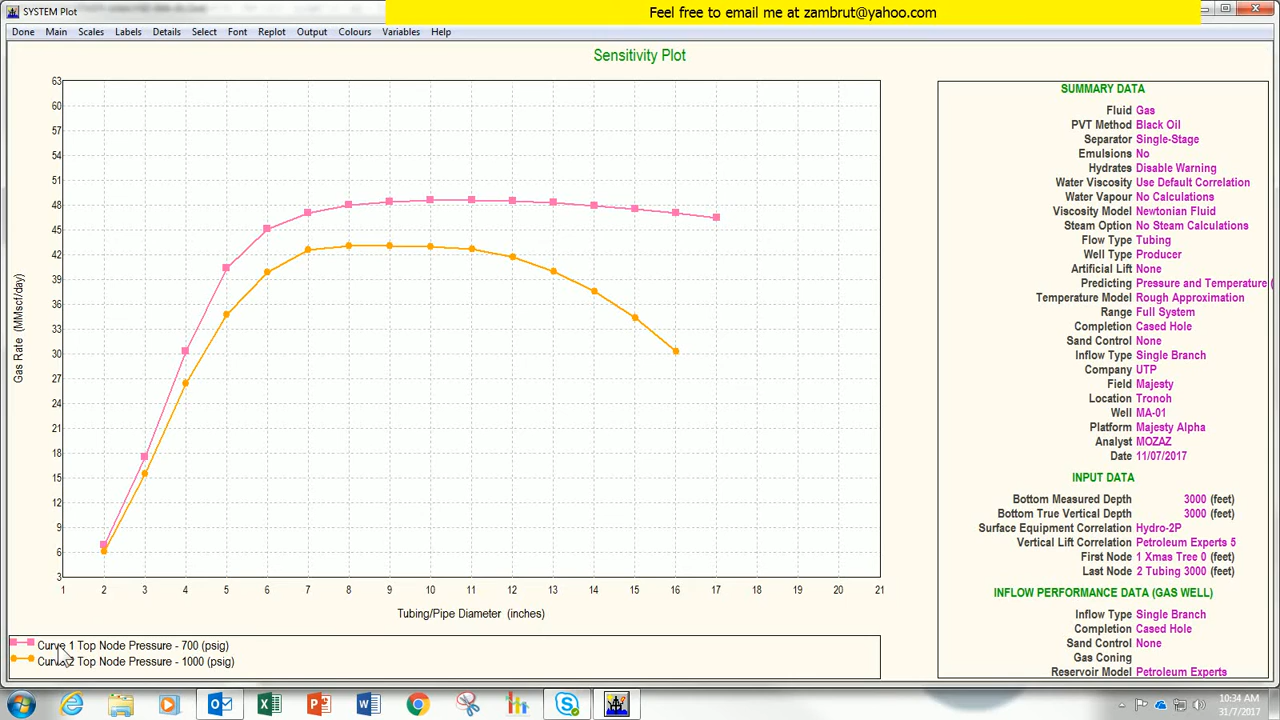 SYSTEM Plot
Feel free to email me at zambrut@yahoo.com
Done Main Scales Labels Details Select Font Replot Output Colours Variables Help
Sensitivity Plot
63
60
57
54
51
48
45
42
39
36
33
30
27
24
21
18
15
12
9
6
3
Gas Rate (MMscf/day)
1 2 3 4 5 6 7 8 9 10 11 12 13 14 15 16 17 18 19 20 21
Tubing/Pipe Diameter (inches)
Curve 1 Top Node Pressure - 700 (psig)
Curve 2 Top Node Pressure - 1000 (psig)
SUMMARY DATA
Fluid Gas
PVT Method Black Oil
Separator Single-Stage
Emulsions No
Hydrates Disable Warning
Water Viscosity Use Default Correlation
Water Vapour No Calculations
Viscosity Model Newtonian Fluid
Steam Option No Steam Calculations
Flow Type Tubing
Well Type Producer
Artificial Lift None
Predicting Pressure and Temperature (
Temperature Model Rough Approximation
Range Full System
Completion Cased Hole
Sand Control None
Inflow Type Single Branch
Company UTP
Field Majesty
Location Tronoh
Well MA-01
Platform Majesty Alpha
Analyst MOZAZ
Date 11/07/2017
INPUT DATA
Bottom Measured Depth 3000 (feet)
Bottom True Vertical Depth 3000 (feet)
Surface Equipment Correlation Hydro-2P
Vertical Lift Correlation Petroleum Experts 5
First Node 1 Xmas Tree 0 (feet)
Last Node 2 Tubing 3000 (feet)
INFLOW PERFORMANCE DATA (GAS WELL)
Inflow Type Single Branch
Completion Cased Hole
Sand Control None
Gas Coning
Reservoir Model Petroleum Experts
10:34 AM
31/7/2017